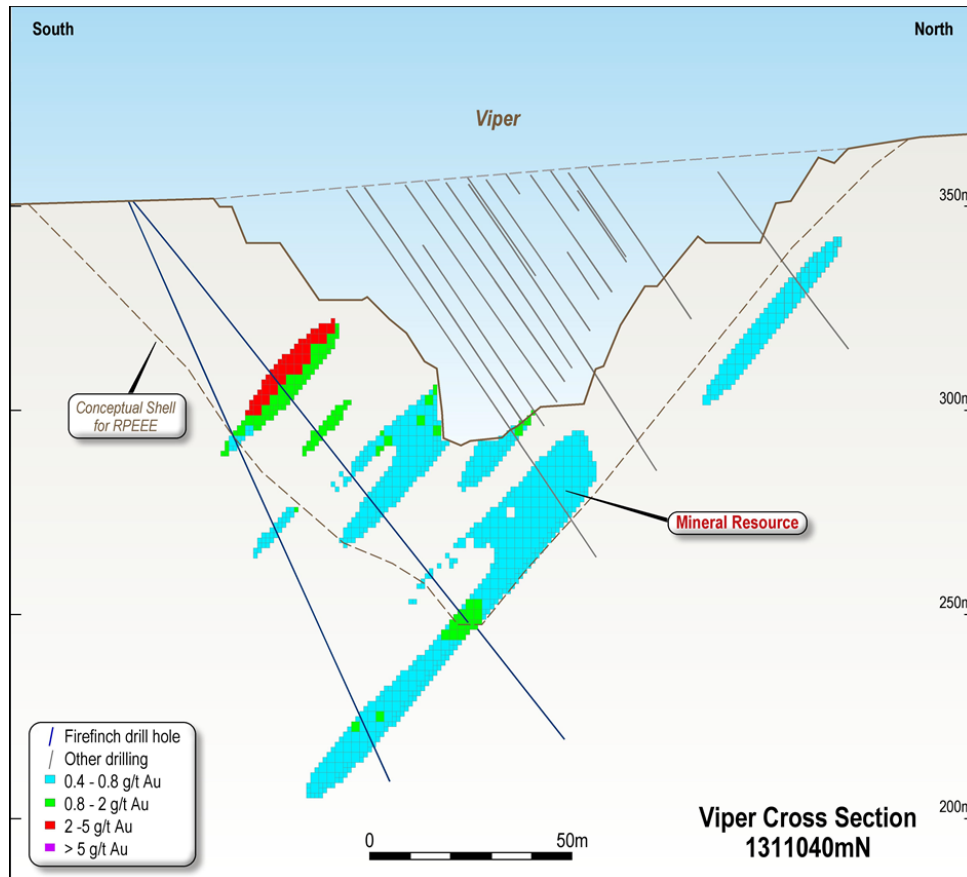 South
North
Viper
350m
300m
250m
200m
Conceptual Shell
for RPEEE
Mineral Resource
Firefinch drill hole
Other drilling
0.4 - 0.8 g/t Au
0.8 - 2 g/t Au
2 -5 g/t Au
> 5 g/t Au
0
50m
Viper Cross Section
1311040mN